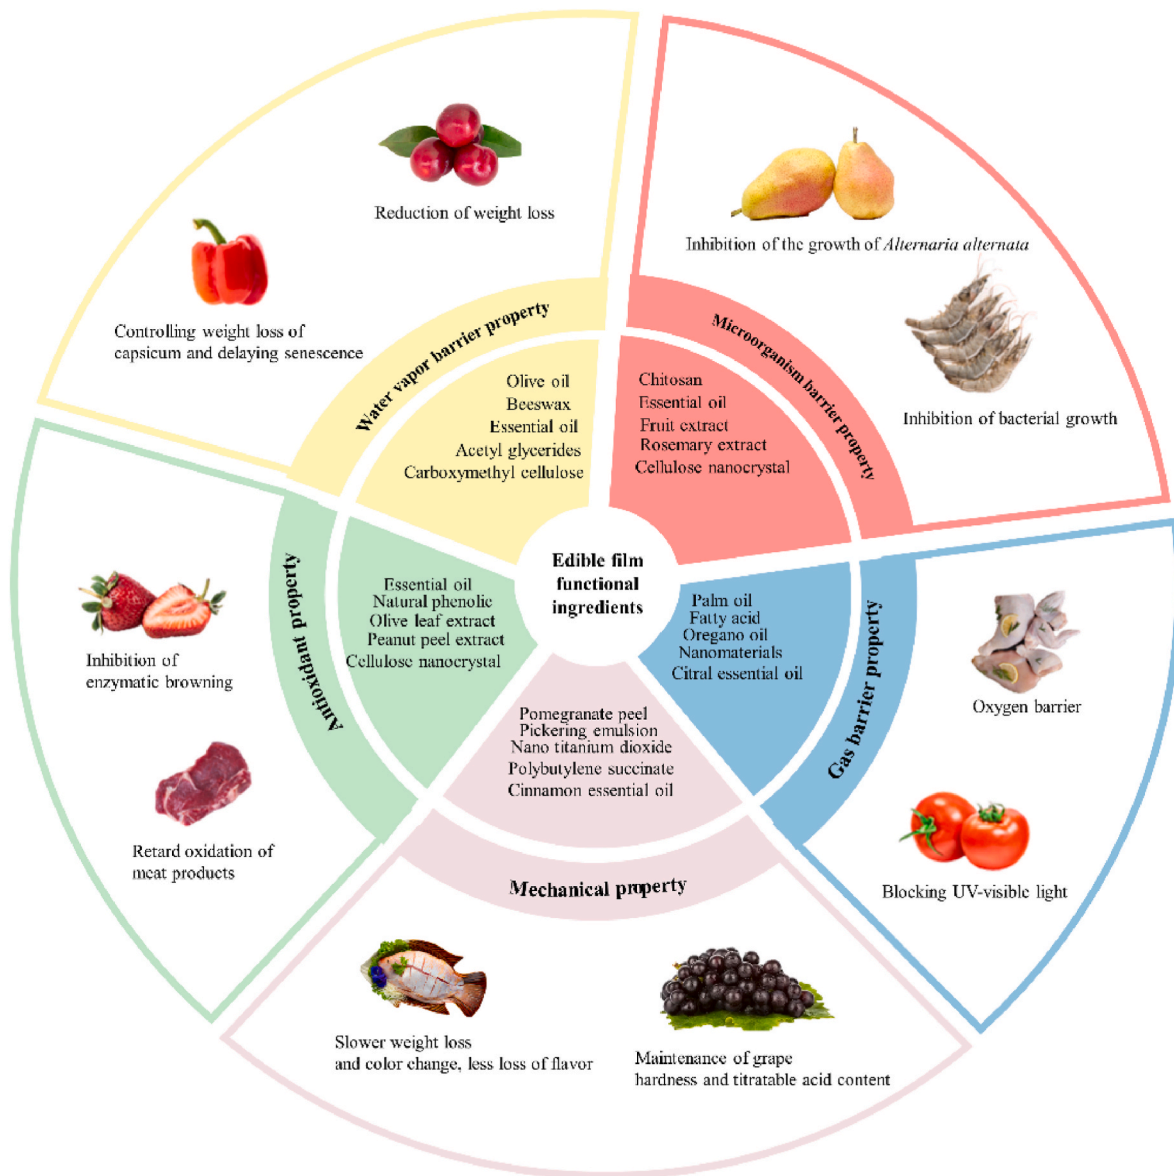 Reduction of weight loss
Controlling weight loss of
capsicum and delaying senescence
Water vapor barrier property
Olive oil
Beeswax
Essential oil
Acetyl glycerides
Carboxymethyl cellulose
Inhibition of the growth of Alternaria alternata
Inhibition of bacterial growth
Microorganism barrier property
Chitosan
Essential oil
Fruit extract
Rosemary extract
Cellulose nanocrystal
Edible film
functional
ingredients
Inhibition of
enzymatic browning
Retard oxidation of
meat products
Antioxidant property
Essential oil
Natural phenolic
Olive leaf extract
Peanut peel extract
Cellulose nanocrystal
Palm oil
Fatty acid
Oregano oil
Nanomaterials
Citral essential oil
Gas barrier property
Oxygen barrier
Blocking UV-visible light
Pomegranate peel
Pickering emulsion
Nano titanium dioxide
Polybutylene succinate
Cinnamon essential oil
Mechanical property
Slower weight loss
and color change, less loss of flavor
Maintenance of grape
hardness and titratable acid content